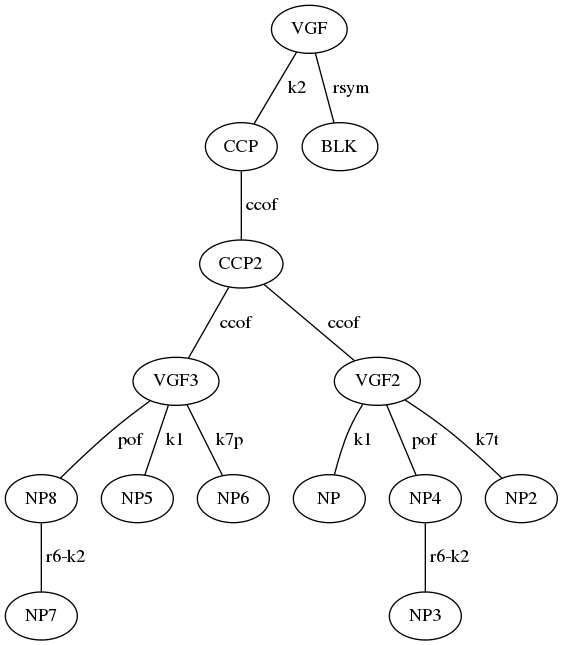 VGF
k2 rsym
CCP BLK
ccof
CCP2
ccof ccof
VGF3 VGF2
pof k1 k7p k1 pof k7t
NP8 NP5 NP6 NP NP4 NP2
r6-k2 r6-k2
NP7 NP3